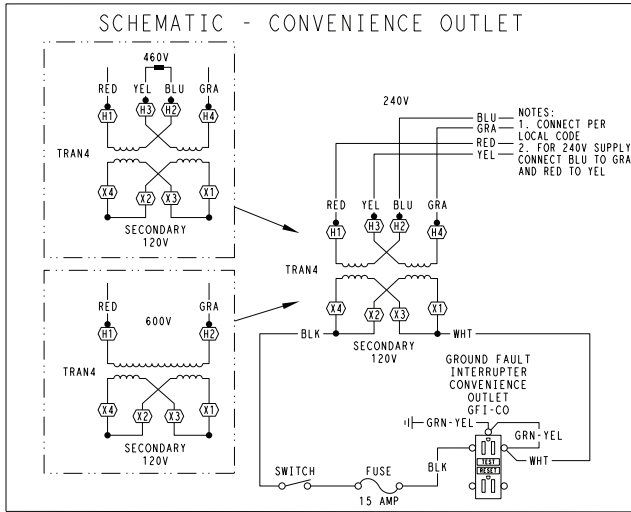 SCHEMATIC - CONVENIENCE OUTLET
460V
RED YEL BLU GRA
H1 H3 H2 H4
TRAN4
X4 X2 X3 X1
SECONDARY
120V
RED 600V GRA
H1 H2
TRAN4
X4 X2 X3 X1
SECONDARY
120V
240V
BLU
GRA
RED
YEL
NOTES:
1. CONNECT PER
LOCAL CODE
2. FOR 240V SUPPLY
CONNECT BLU TO GRA
AND RED TO YEL
RED YEL BLU GRA
H1 H3 H2 H4
TRAN4
X4 X2 X3 X1
BLK WHT
SECONDARY
120V
GROUND FAULT
INTERRUPTER
CONVENIENCE
OUTLET
GFI-CO
GRN-YEL
GRN-YEL
WHT
BLK
TEST
RESET
SWITCH FUSE
15 AMP